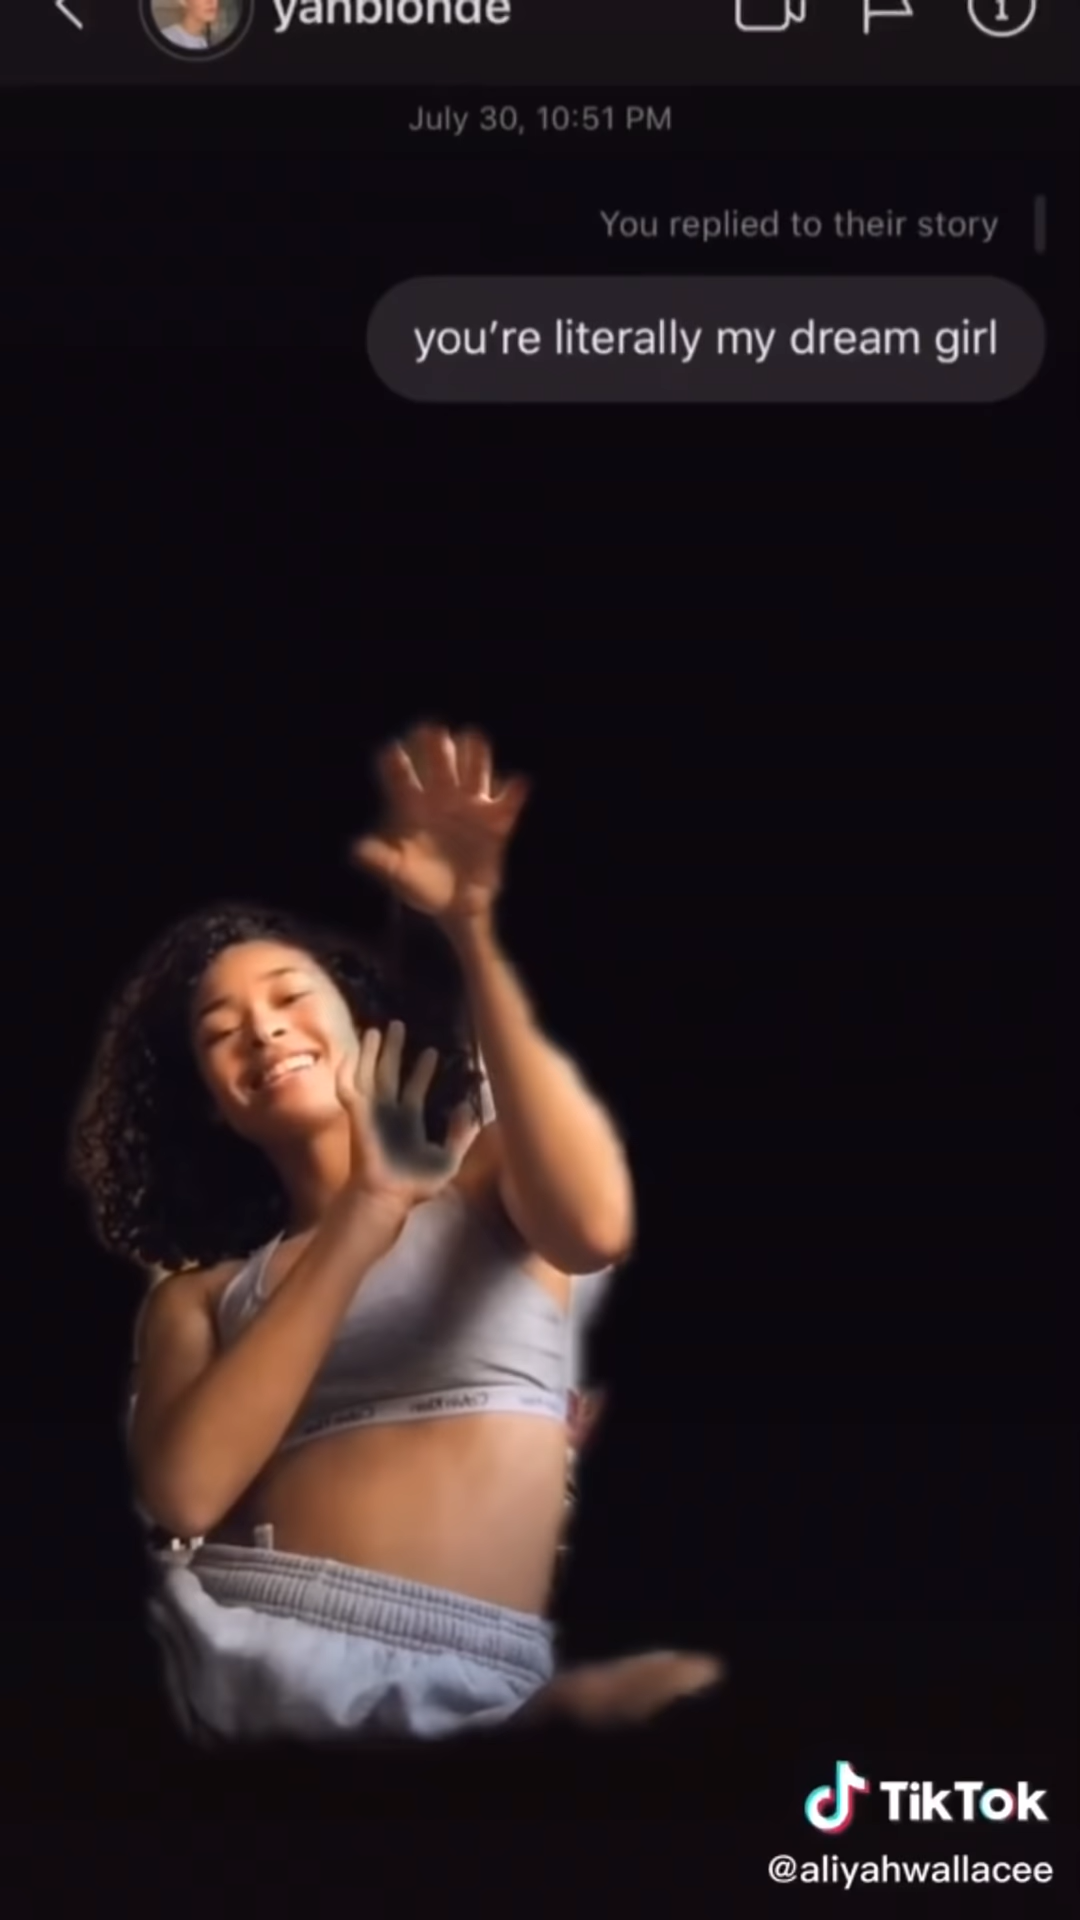 yanblonde
July 30, 10:51 PM
You replied to their story
you're literally my dream girl
TikTok
@aliyahwallacee